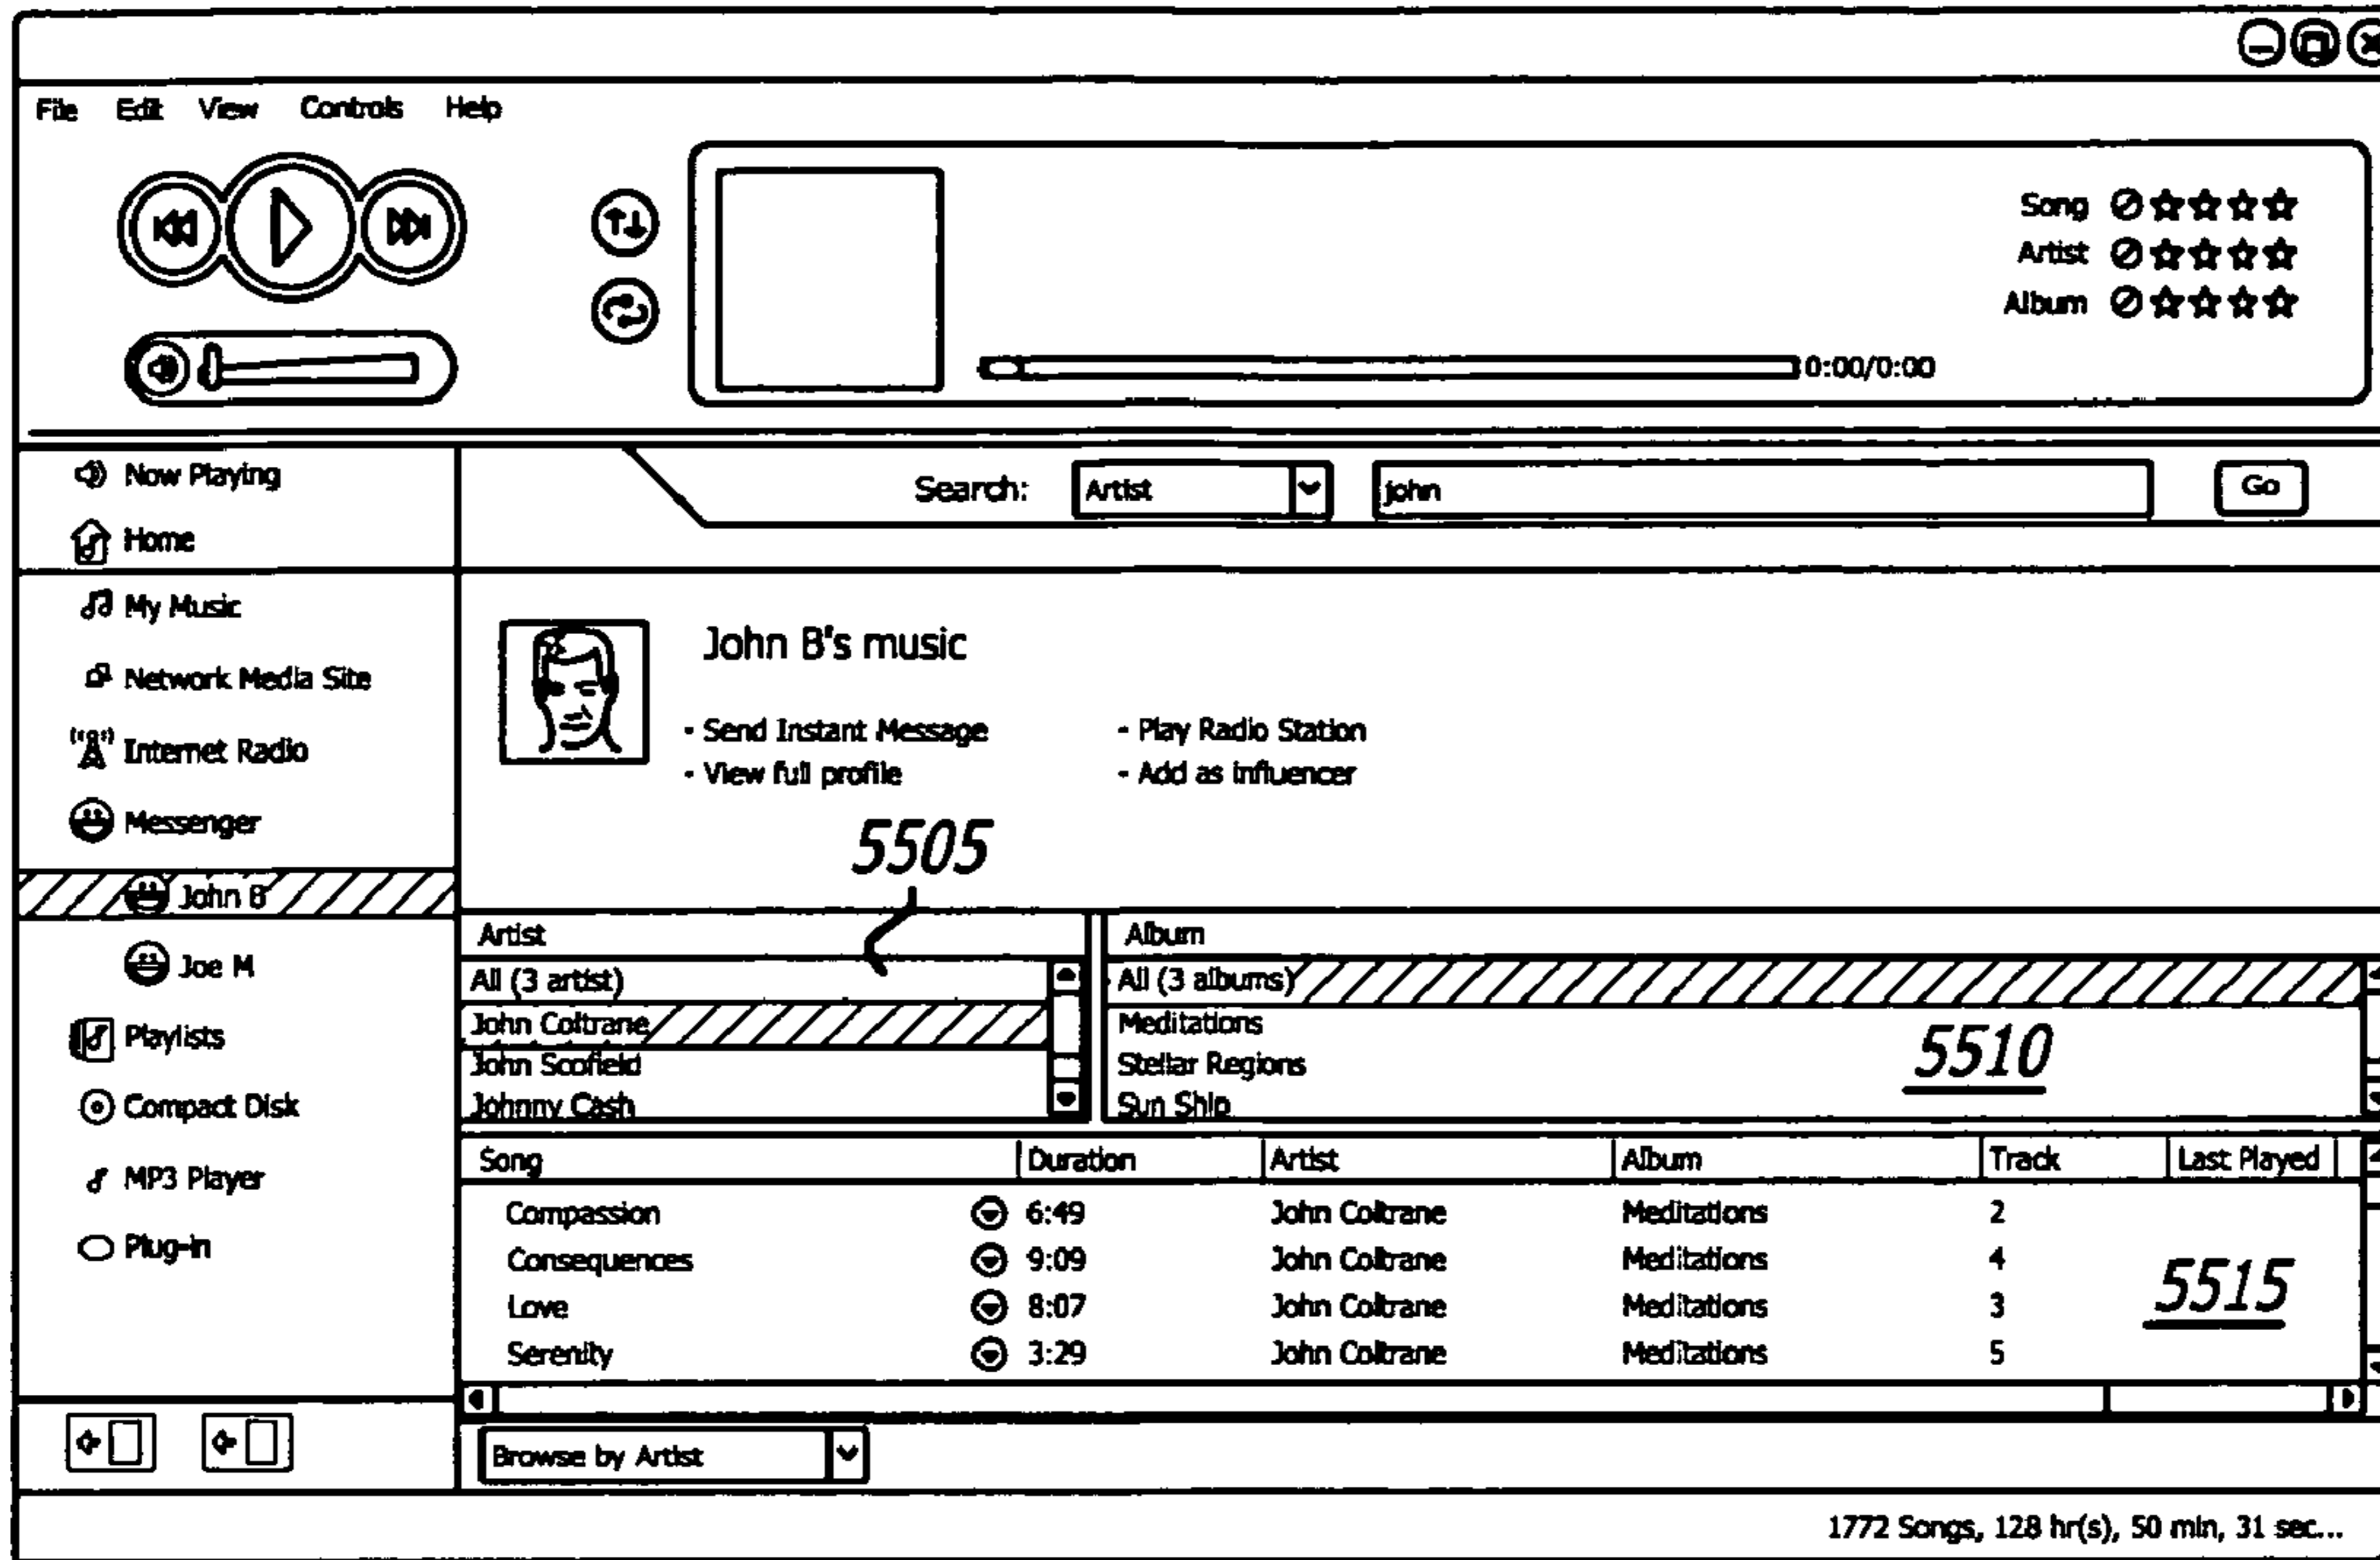 File Edit View Controls Help
Song
Artist
Album
0:00/0:00
Now Playing
Home
My Music
Network Media Site
Internet Radio
Messenger
John B
Joe M
Playlists
Compact Disk
MP3 Player
Plug-in
Search: Artist john Go
John B's music
- Send Instant Message - Play Radio Station
- View full profile - Add as influencer
5505
Artist Album
All (3 artist) All (3 albums)
John Coltrane Meditations
John Scofield Stellar Regions
Johnny Cash Sun Ship
5510
Song Duration Artist Album Track Last Played
Compassion 6:49 John Coltrane Meditations 2
Consequences 9:09 John Coltrane Meditations 4
Love 8:07 John Coltrane Meditations 3
Serenity 3:29 John Coltrane Meditations 5
5515
Browse by Artist
1772 Songs, 128 hr(s), 50 min, 31 sec...